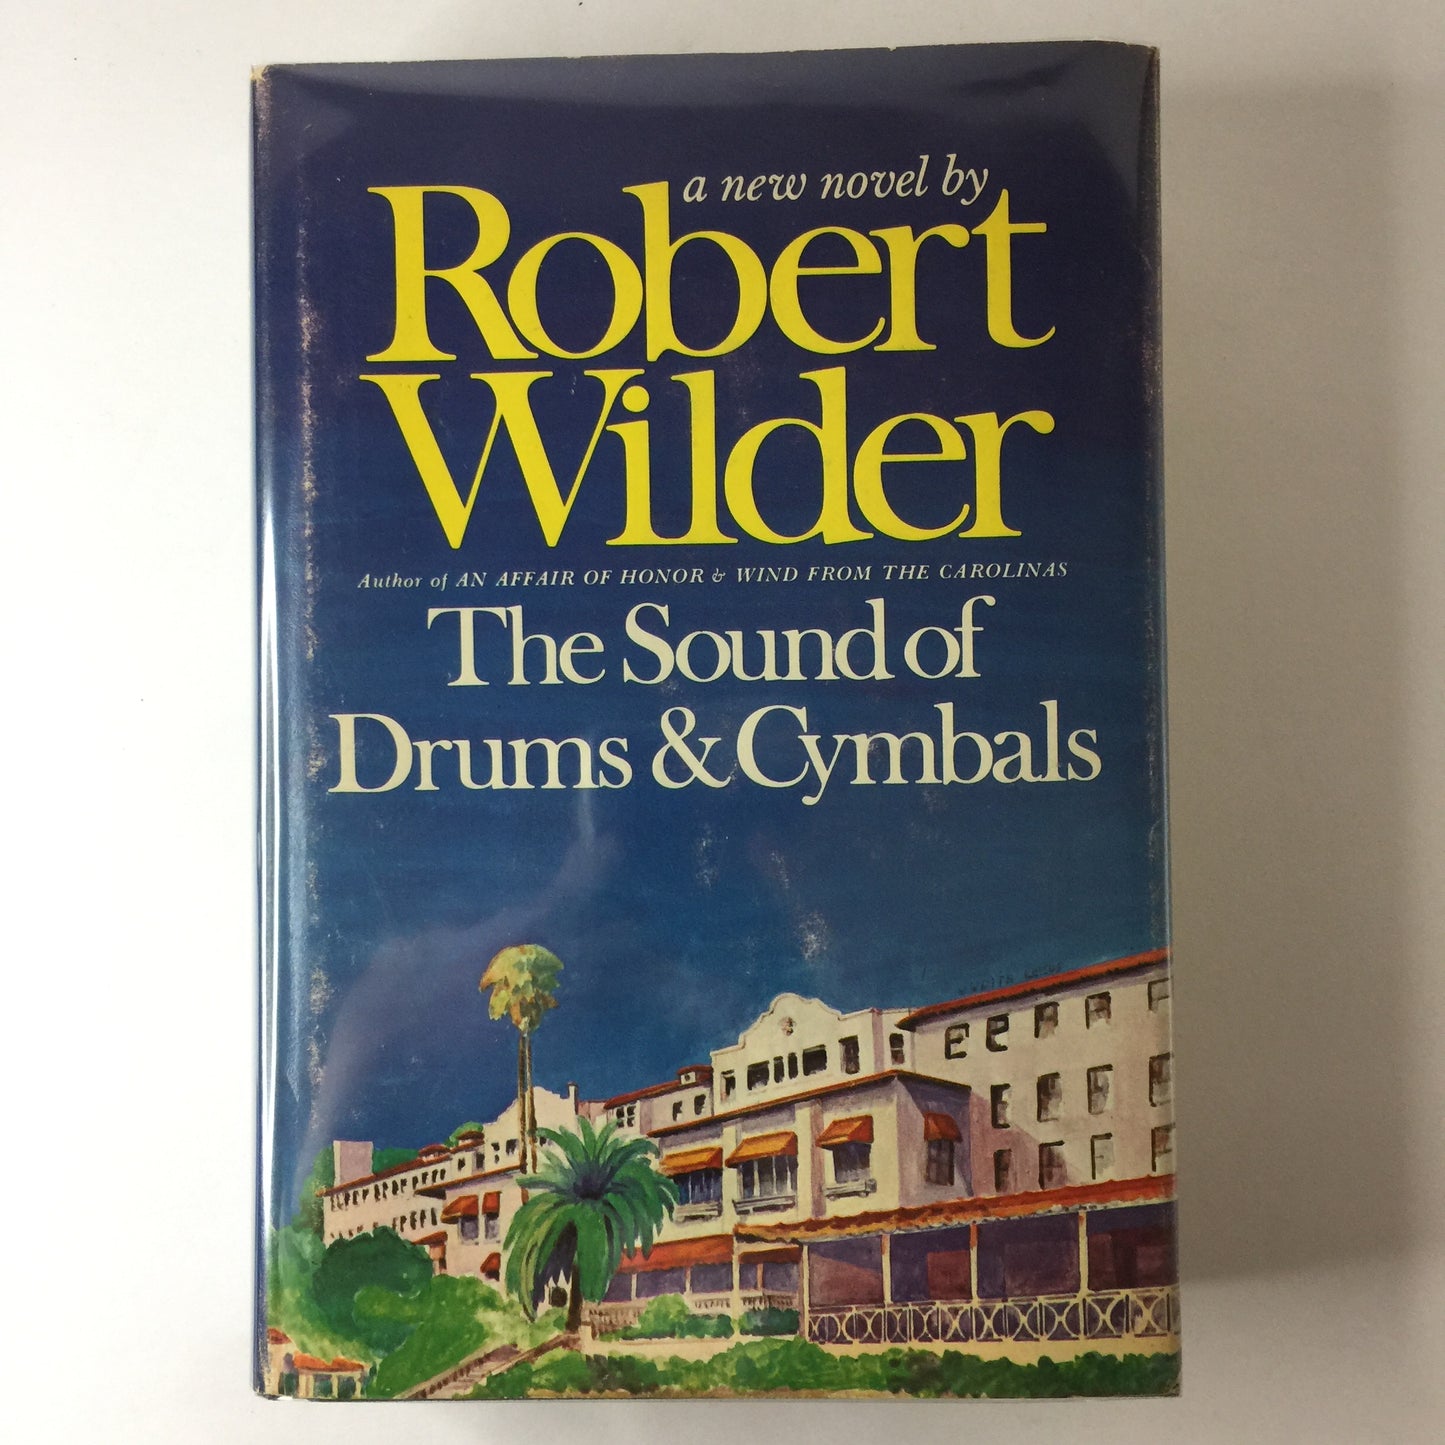 a new novel by
Robert
Wilder
Author of AN AFFAIR OF HONOR & WIND FROM THE CAROLINAS
The Sound of
Drums & Cymbals